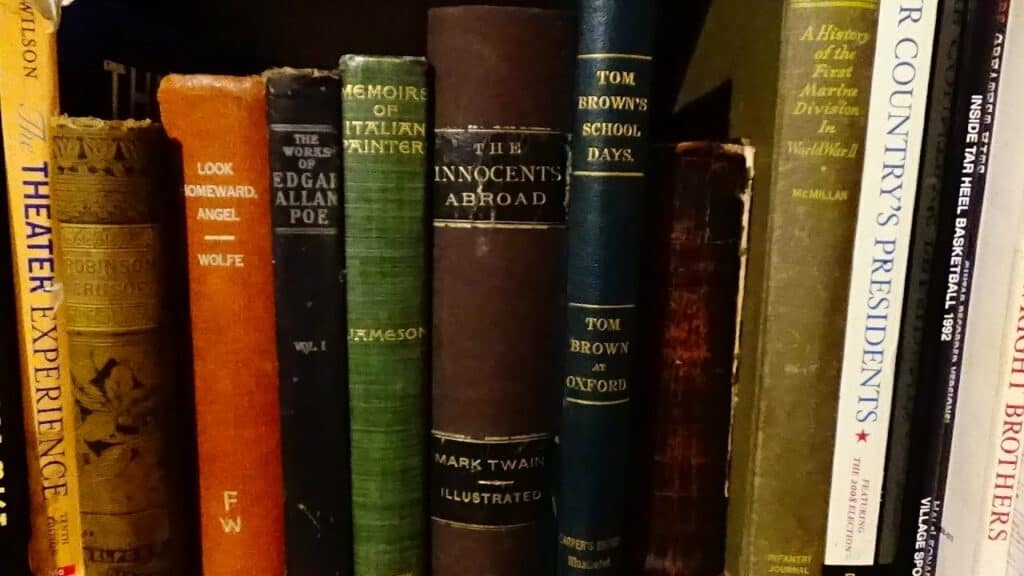 WILSON
The
THEATER EXPERIENCE
TENTH
EDITION
ROBINSON
CRUSOE
LOOK
HOMEWARD,
ANGEL
WOLFE
F
W
THE
WORKS
OF
EDGAR
ALLAN
POE
VOL. I
MEMOIRS
OF
ITALIAN
PAINTERS
JAMESON
THE
INNOCENTS
ABROAD
MARK TWAIN
ILLUSTRATED
TOM
BROWN'S
SCHOOL
DAYS.
TOM
BROWN
AT
OXFORD
A History
of the
First
Marine
Division
In
World War II
McMILLAN
INFANTRY
JOURNAL
R COUNTRY'S PRESIDENTS
FEATURING
THE 2008 ELECTION
INSIDE TAR HEEL BASKETBALL 1992
VILLAGE SPO
WRIGHT BROTHERS